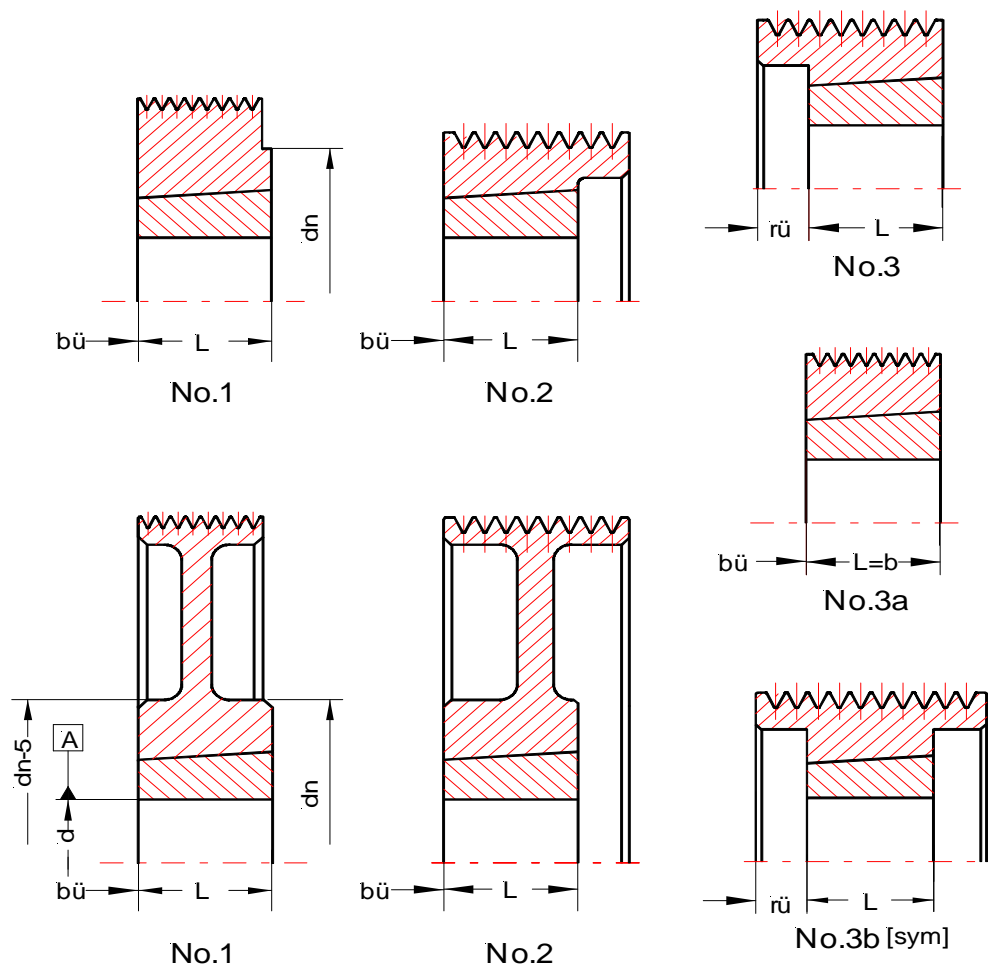 dn
bü L
No.1
bü L
No.2
rü L
No.3
bü L=b
No.3a
dn-5
A
d
dn
bü L
No.1
bü L
No.2
rü L
No.3b [sym]